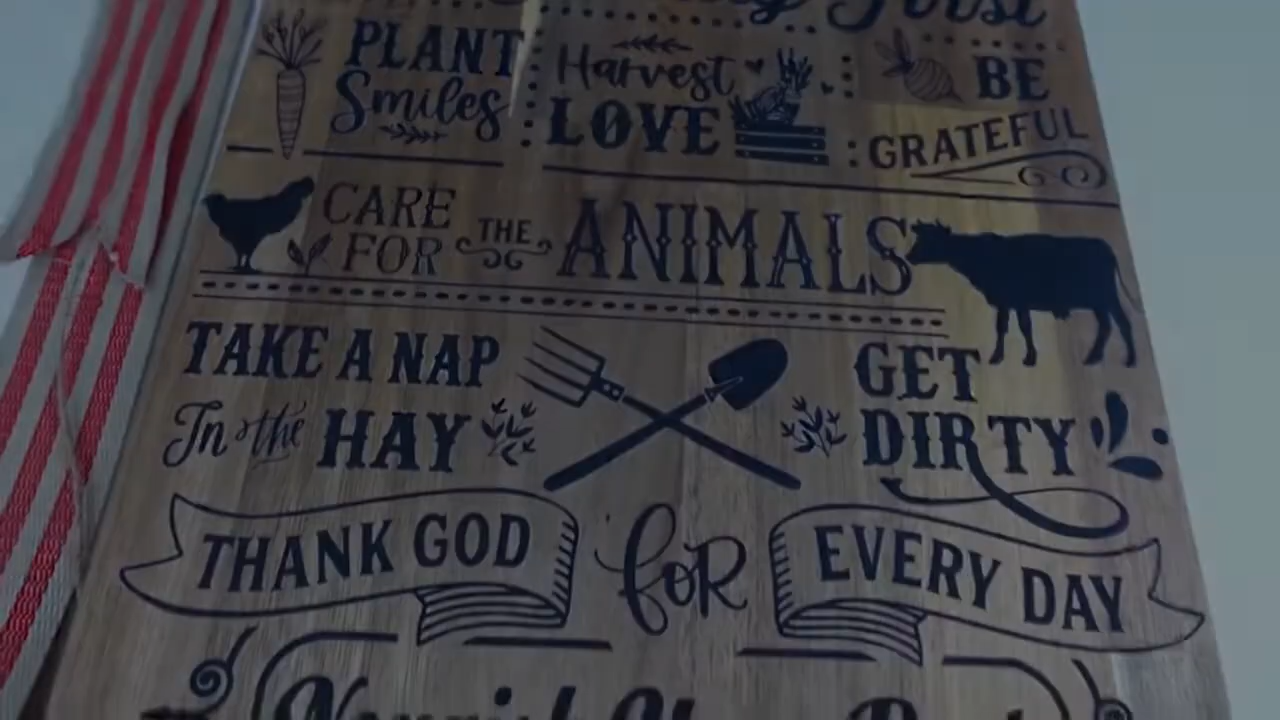 First
PLANT Smiles
Harvest LOVE
BE GRATEFUL
CARE FOR THE ANIMALS
TAKE A NAP
In the HAY
GET DIRTY
THANK GOD for EVERY DAY